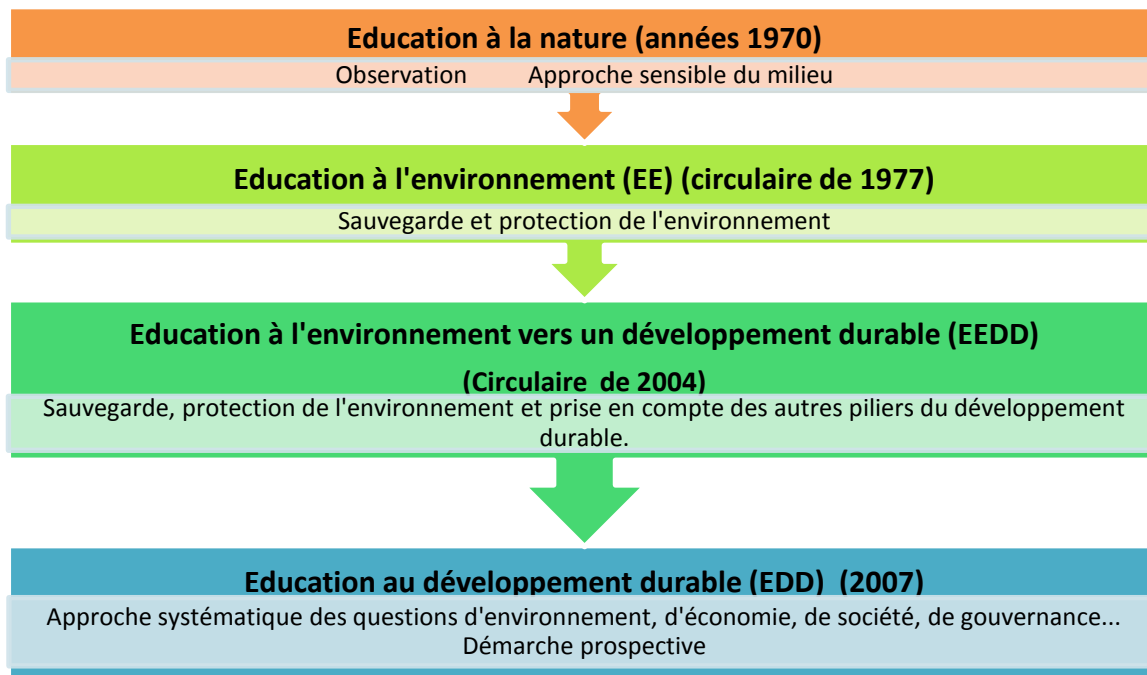 Education à la nature (années 1970)
Observation Approche sensible du milieu
Education à l'environnement (EE) (circulaire de 1977)
Sauvegarde et protection de l'environnement
Education à l'environnement vers un développement durable (EEDD)
(Circulaire de 2004)
Sauvegarde, protection de l'environnement et prise en compte des autres piliers du développement
durable.
Education au développement durable (EDD) (2007)
Approche systématique des questions d'environnement, d'économie, de société, de gouvernance...
Démarche prospective